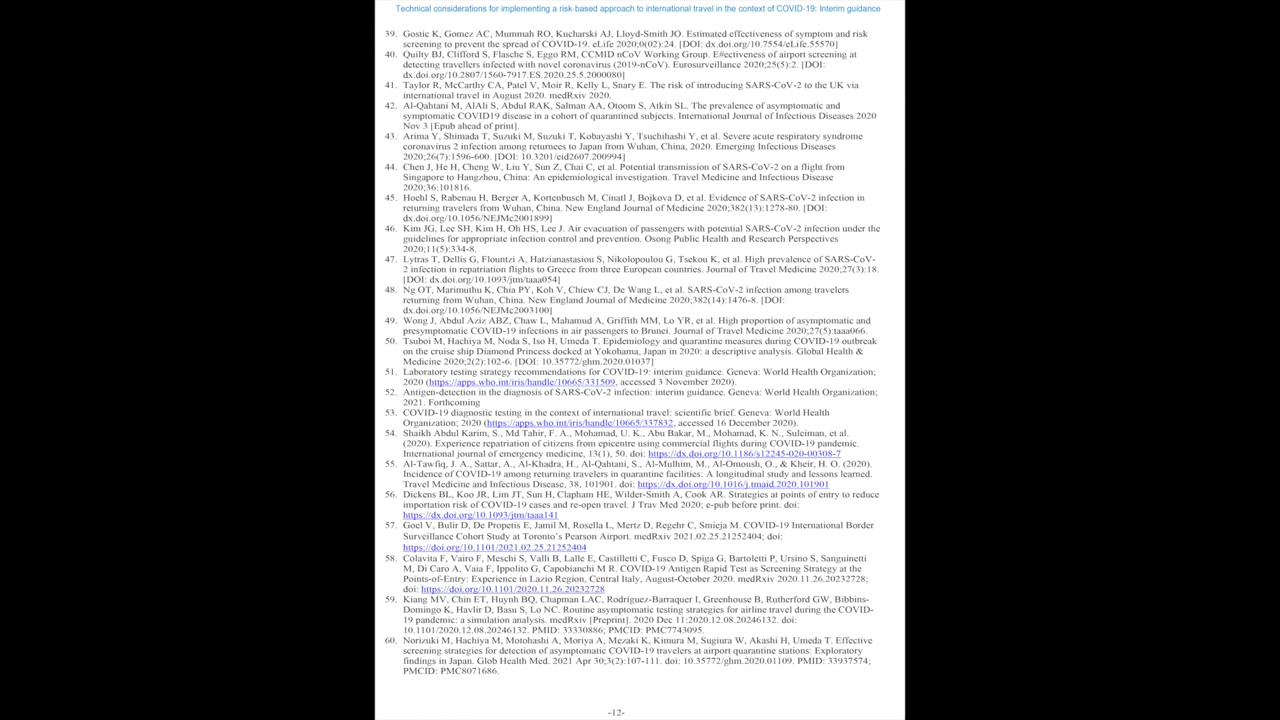 Technical considerations for implementing a risk-based approach to international travel in the context of COVID-19: Interim guidance
39. Gostic K, Gomez AC, Mummah RO, Kucharski AJ, Lloyd-Smith JO. Estimated effectiveness of symptom and risk
screening to prevent the spread of COVID-19. eLife 2020;0(02):24. [DOI: dx.doi.org/10.7554/eLife.55570]
40. Quilty BJ, Clifford S, Flasche S, Eggo RM, CCMID nCoV Working Group. E#ectiveness of airport screening at
detecting travellers infected with novel coronavirus (2019-nCoV). Eurosurveillance 2020;25(5):2. [DOI:
dx.doi.org/10.2807/1560-7917.ES.2020.25.5.2000080]
41. Taylor R, McCarthy CA, Patel V, Moir R, Kelly L, Snary E. The risk of introducing SARS-CoV-2 to the UK via
international travel in August 2020. medRxiv 2020.
42. Al-Qahtani M, AlAli S, Abdul RAK, Salman AA, Otoom S, Atkin SL. The prevalence of asymptomatic and
symptomatic COVID19 disease in a cohort of quarantined subjects. International Journal of Infectious Diseases 2020
Nov 3 [Epub ahead of print].
43. Arima Y, Shimada T, Suzuki M, Suzuki T, Kobayashi Y, Tsuchihashi Y, et al. Severe acute respiratory syndrome
coronavirus 2 infection among returnees to Japan from Wuhan, China, 2020. Emerging Infectious Diseases
2020;26(7):1596-600. [DOI: 10.3201/eid2607.200994]
44. Chen J, He H, Cheng W, Liu Y, Sun Z, Chai C, et al. Potential transmission of SARS-CoV-2 on a flight from
Singapore to Hangzhou, China: An epidemiological investigation. Travel Medicine and Infectious Disease
2020;36:101816.
45. Hoehl S, Rabenau H, Berger A, Kortenbusch M, Cinatl J, Bojkova D, et al. Evidence of SARS-CoV-2 infection in
returning travelers from Wuhan, China. New England Journal of Medicine 2020;382(13):1278-80. [DOI:
dx.doi.org/10.1056/NEJMc2001899]
46. Kim JG, Lee SH, Kim H, Oh HS, Lee J. Air evacuation of passengers with potential SARS-CoV-2 infection under the
guidelines for appropriate infection control and prevention. Osong Public Health and Research Perspectives
2020;11(5):334-8.
47. Lytras T, Dellis G, Flountzi A, Hatzianastasiou S, Nikolopoulou G, Tsekou K, et al. High prevalence of SARS-CoV-
2 infection in repatriation flights to Greece from three European countries. Journal of Travel Medicine 2020;27(3):18.
[DOI: dx.doi.org/10.1093/jtm/taaa054]
48. Ng OT, Marimuthu K, Chia PY, Koh V, Chiew CJ, De Wang L, et al. SARS-CoV-2 infection among travelers
returning from Wuhan, China. New England Journal of Medicine 2020;382(14):1476-8. [DOI:
dx.doi.org/10.1056/NEJMc2003100]
49. Wong J, Abdul Aziz ABZ, Chaw L, Mahamud A, Griffith MM, Lo YR, et al. High proportion of asymptomatic and
presymptomatic COVID-19 infections in air passengers to Brunei. Journal of Travel Medicine 2020;27(5):taaa066.
50. Tsuboi M, Hachiya M, Noda S, Iso H, Umeda T. Epidemiology and quarantine measures during COVID-19 outbreak
on the cruise ship Diamond Princess docked at Yokohama, Japan in 2020: a descriptive analysis. Global Health &
Medicine 2020;2(2):102-6. [DOI: 10.35772/ghm.2020.01037]
51. Laboratory testing strategy recommendations for COVID-19: interim guidance. Geneva: World Health Organization;
2020 (https://apps.who.int/iris/handle/10665/331509, accessed 3 November 2020).
52. Antigen-detection in the diagnosis of SARS-CoV-2 infection: interim guidance. Geneva: World Health Organization;
2021. Forthcoming
53. COVID-19 diagnostic testing in the context of international travel: scientific brief. Geneva: World Health
Organization; 2020 (https://apps.who.int/iris/handle/10665/337832, accessed 16 December 2020).
54. Shaikh Abdul Karim, S., Md Tahir, F. A., Mohamad, U. K., Abu Bakar, M., Mohamad, K. N., Suleiman, et al.
(2020). Experience repatriation of citizens from epicentre using commercial flights during COVID-19 pandemic.
International journal of emergency medicine, 13(1), 50. doi: https://dx.doi.org/10.1186/s12245-020-00308-7
55. Al-Tawfiq, J. A., Sattar, A., Al-Khadra, H., Al-Qahtani, S., Al-Mulhim, M., Al-Omoush, O., & Kheir, H. O. (2020).
Incidence of COVID-19 among returning travelers in quarantine facilities: A longitudinal study and lessons learned.
Travel Medicine and Infectious Disease, 38, 101901. doi: https://dx.doi.org/10.1016/j.tmaid.2020.101901
56. Dickens BL, Koo JR, Lim JT, Sun H, Clapham HE, Wilder-Smith A, Cook AR. Strategies at points of entry to reduce
importation risk of COVID-19 cases and re-open travel. J Trav Med 2020; e-pub before print. doi:
https://dx.doi.org/10.1093/jtm/taaa141
57. Goel V, Bulir D, De Propetis E, Jamil M, Rosella L, Mertz D, Regehr C, Smieja M. COVID-19 International Border
Surveillance Cohort Study at Toronto's Pearson Airport. medRxiv 2021.02.25.21252404; doi:
https://doi.org/10.1101/2021.02.25.21252404
58. Colavita F, Vairo F, Meschi S, Valli B, Lalle E, Castilletti C, Fusco D, Spiga G, Bartoletti P, Ursino S, Sanguinetti
M, Di Caro A, Vaia F, Ippolito G, Capobianchi M R. COVID-19 Antigen Rapid Test as Screening Strategy at the
Points-of-Entry: Experience in Lazio Region, Central Italy, August-October 2020. medRxiv 2020.11.26.20232728;
doi: https://doi.org/10.1101/2020.11.26.20232728
59. Kiang MV, Chin ET, Huynh BQ, Chapman LAC, Rodríguez-Barraquer I, Greenhouse B, Rutherford GW, Bibbins-
Domingo K, Havlir D, Basu S, Lo NC. Routine asymptomatic testing strategies for airline travel during the COVID-
19 pandemic: a simulation analysis. medRxiv [Preprint]. 2020 Dec 11:2020.12.08.20246132. doi:
10.1101/2020.12.08.20246132. PMID: 33330886; PMCID: PMC7743095.
60. Norizuki M, Hachiya M, Motohashi A, Moriya A, Mezaki K, Kimura M, Sugiura W, Akashi H, Umeda T. Effective
screening strategies for detection of asymptomatic COVID-19 travelers at airport quarantine stations: Exploratory
findings in Japan. Glob Health Med. 2021 Apr 30;3(2):107-111. doi: 10.35772/ghm.2020.01109. PMID: 33937574;
PMCID: PMC8071686.
-12-